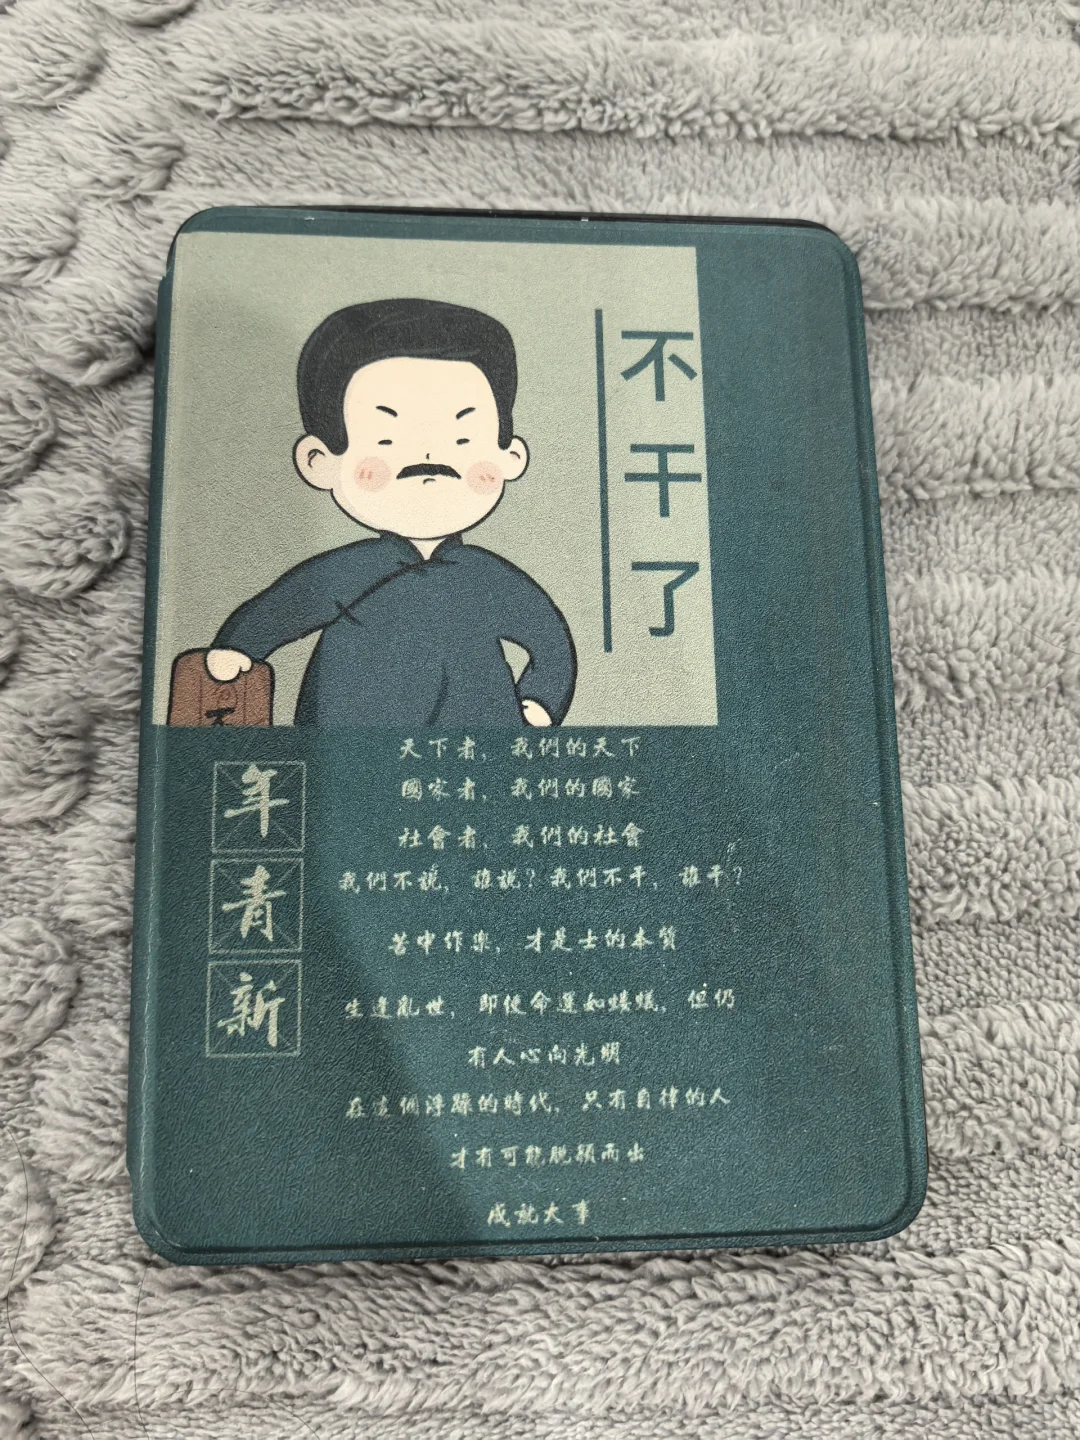 不干了
年青新
天下者，我們的天下
國家者，我們的國家
社會者，我們的社會
我們不説，誰説？我們不干，誰干？
苦中作樂，才是士的本質
生逢亂世，即使命運如螻蟻，但仍
有人心向光明
在這個浮躁的時代，只有自律的人
才有可能脫穎而出
成就大事